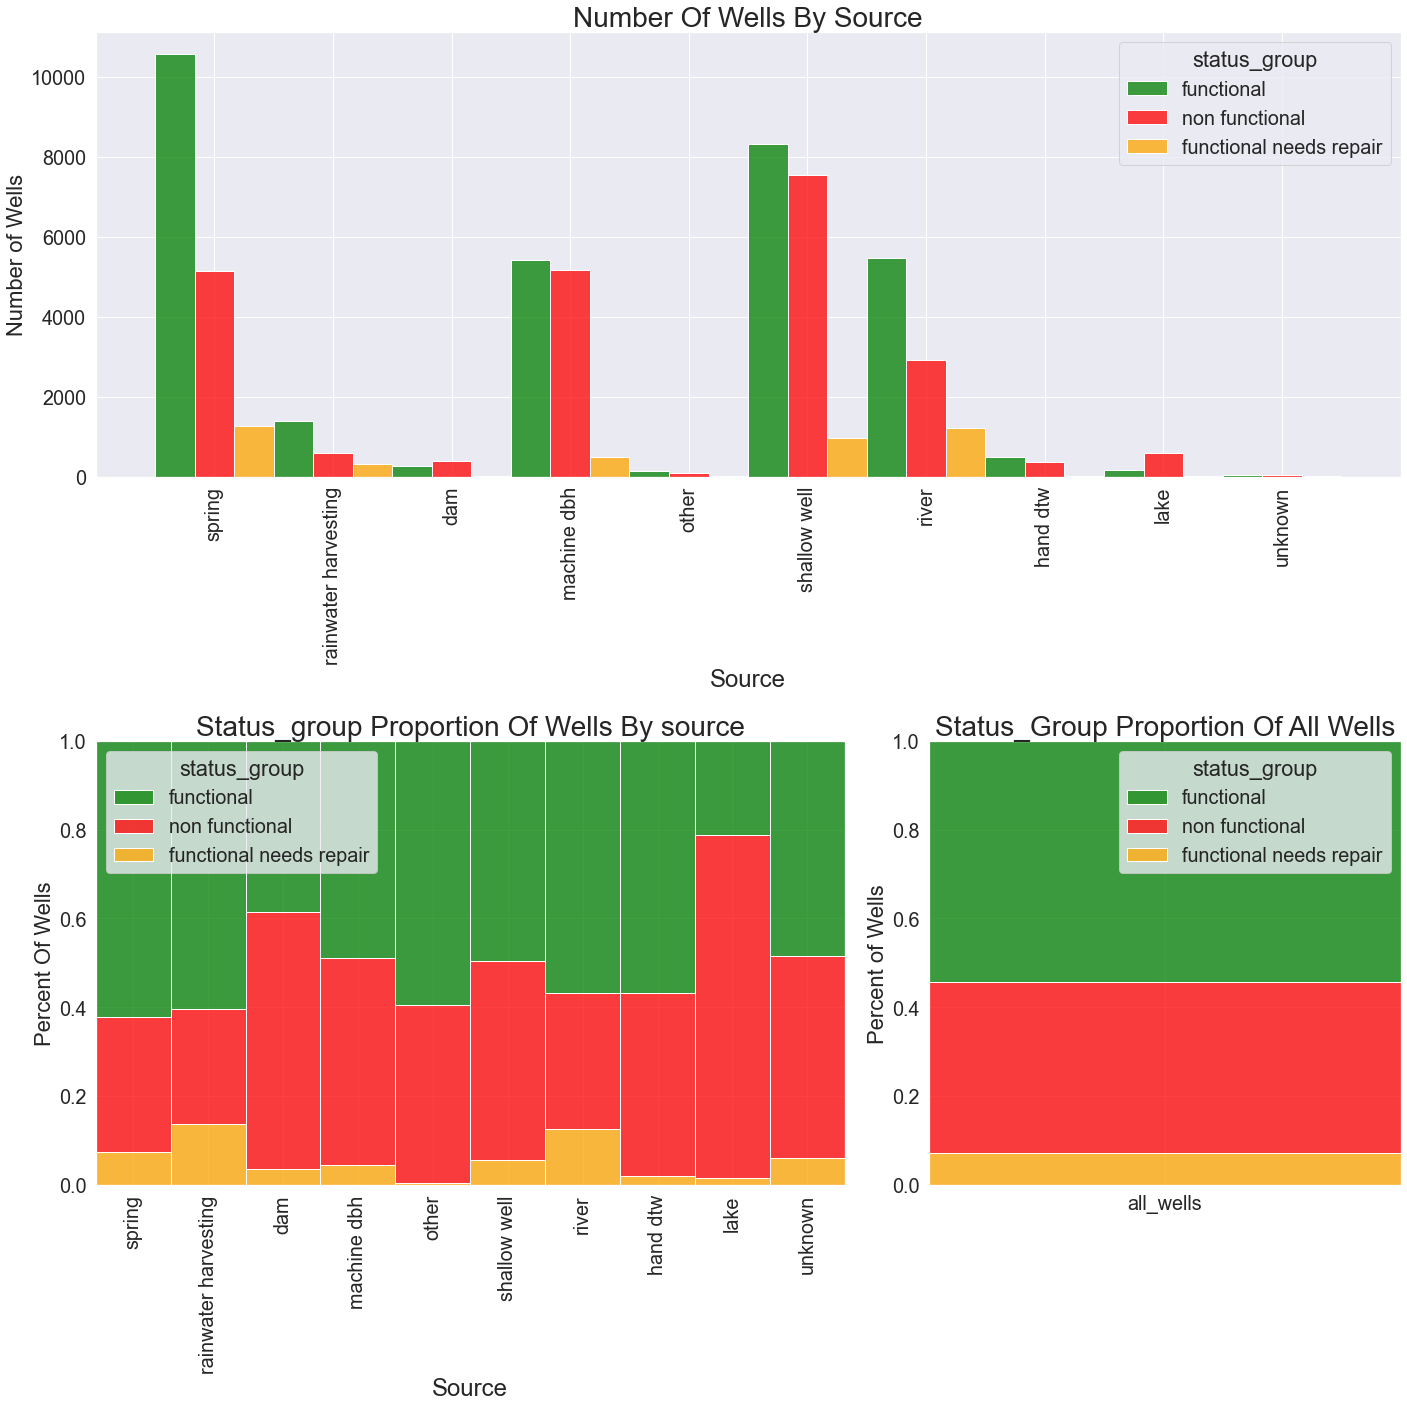 Number Of Wells By Source
Number of Wells
10000
8000
6000
4000
2000
0
status_group
functional
non functional
functional needs repair
spring
rainwater harvesting
dam
machine dbh
other
shallow well
river
hand dtw
lake
unknown
Source
Status_group Proportion Of Wells By source
Percent Of Wells
1.0
0.8
0.6
0.4
0.2
0.0
status_group
functional
non functional
functional needs repair
spring
rainwater harvesting
dam
machine dbh
other
shallow well
river
hand dtw
lake
unknown
Source
Status_Group Proportion Of All Wells
Percent of Wells
1.0
0.8
0.6
0.4
0.2
0.0
status_group
functional
non functional
functional needs repair
all_wells